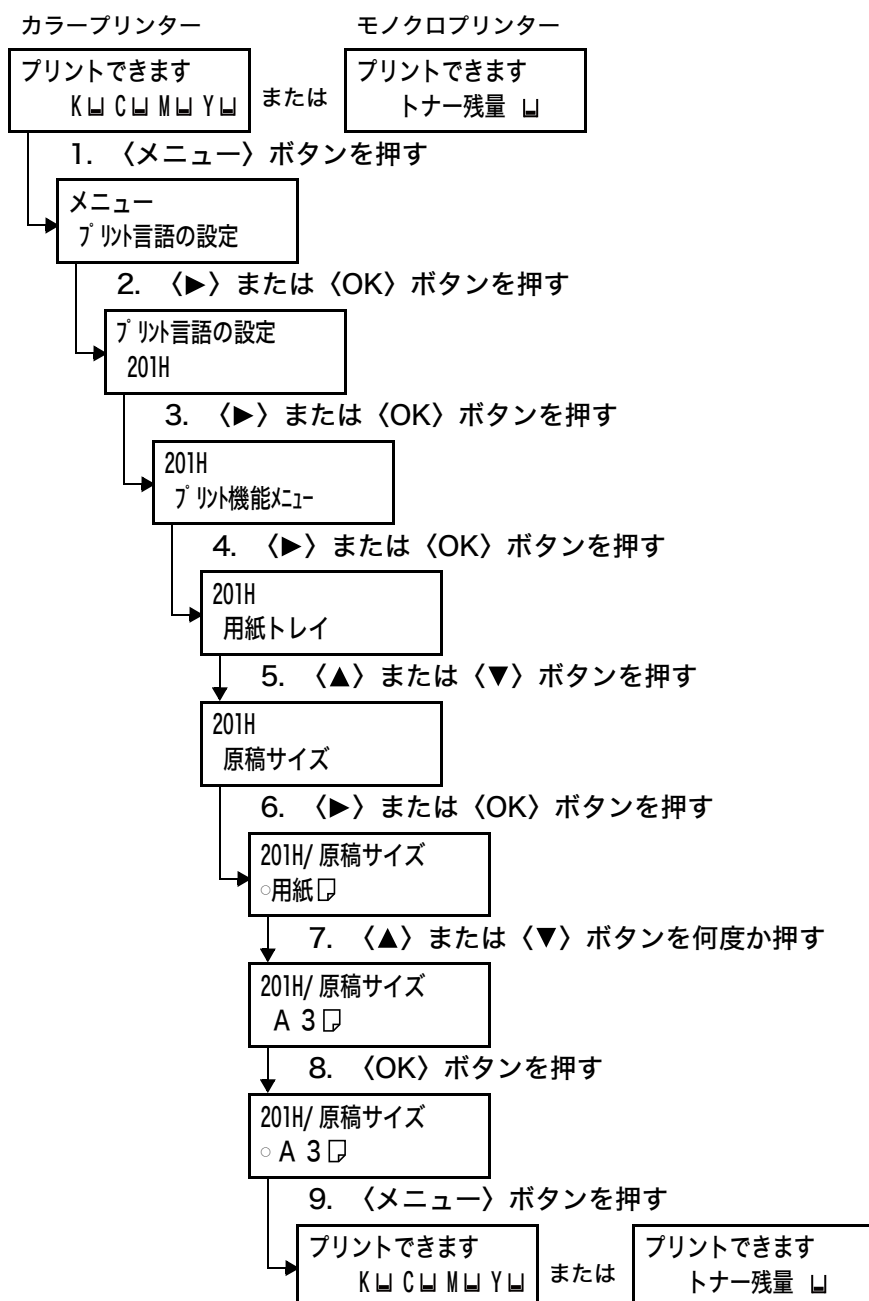 カラープリンター
モノクロプリンター
プリントできます
K C M Y
または
プリントできます
トナー残量
1. 〈メニュー〉ボタンを押す
メニュー
プリント言語の設定
2. 〈▶〉または〈OK〉ボタンを押す
プリント言語の設定
201H
3. 〈▶〉または〈OK〉ボタンを押す
201H
プリント機能メニュー
4. 〈▶〉または〈OK〉ボタンを押す
201H
用紙トレイ
5. 〈▲〉または〈▼〉ボタンを押す
201H
原稿サイズ
6. 〈▶〉または〈OK〉ボタンを押す
201H/ 原稿サイズ
○用紙
7. 〈▲〉または〈▼〉ボタンを何度か押す
201H/ 原稿サイズ
A 3
8. 〈OK〉ボタンを押す
201H/ 原稿サイズ
○ A 3
9. 〈メニュー〉ボタンを押す
プリントできます
K C M Y
または
プリントできます
トナー残量